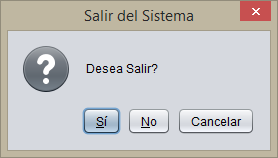 Salir del Sistema
Desea Salir?
Sí No Cancelar